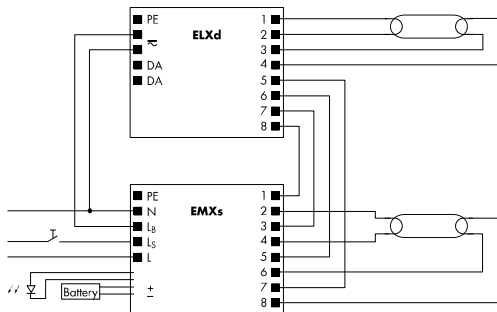 PE 1
ELXd 2
≂ 3
DA 4
DA 5
6
7
8
PE 1
N EMXs 2
LB 3
LS 4
L 5
6
Battery + 7
− 8